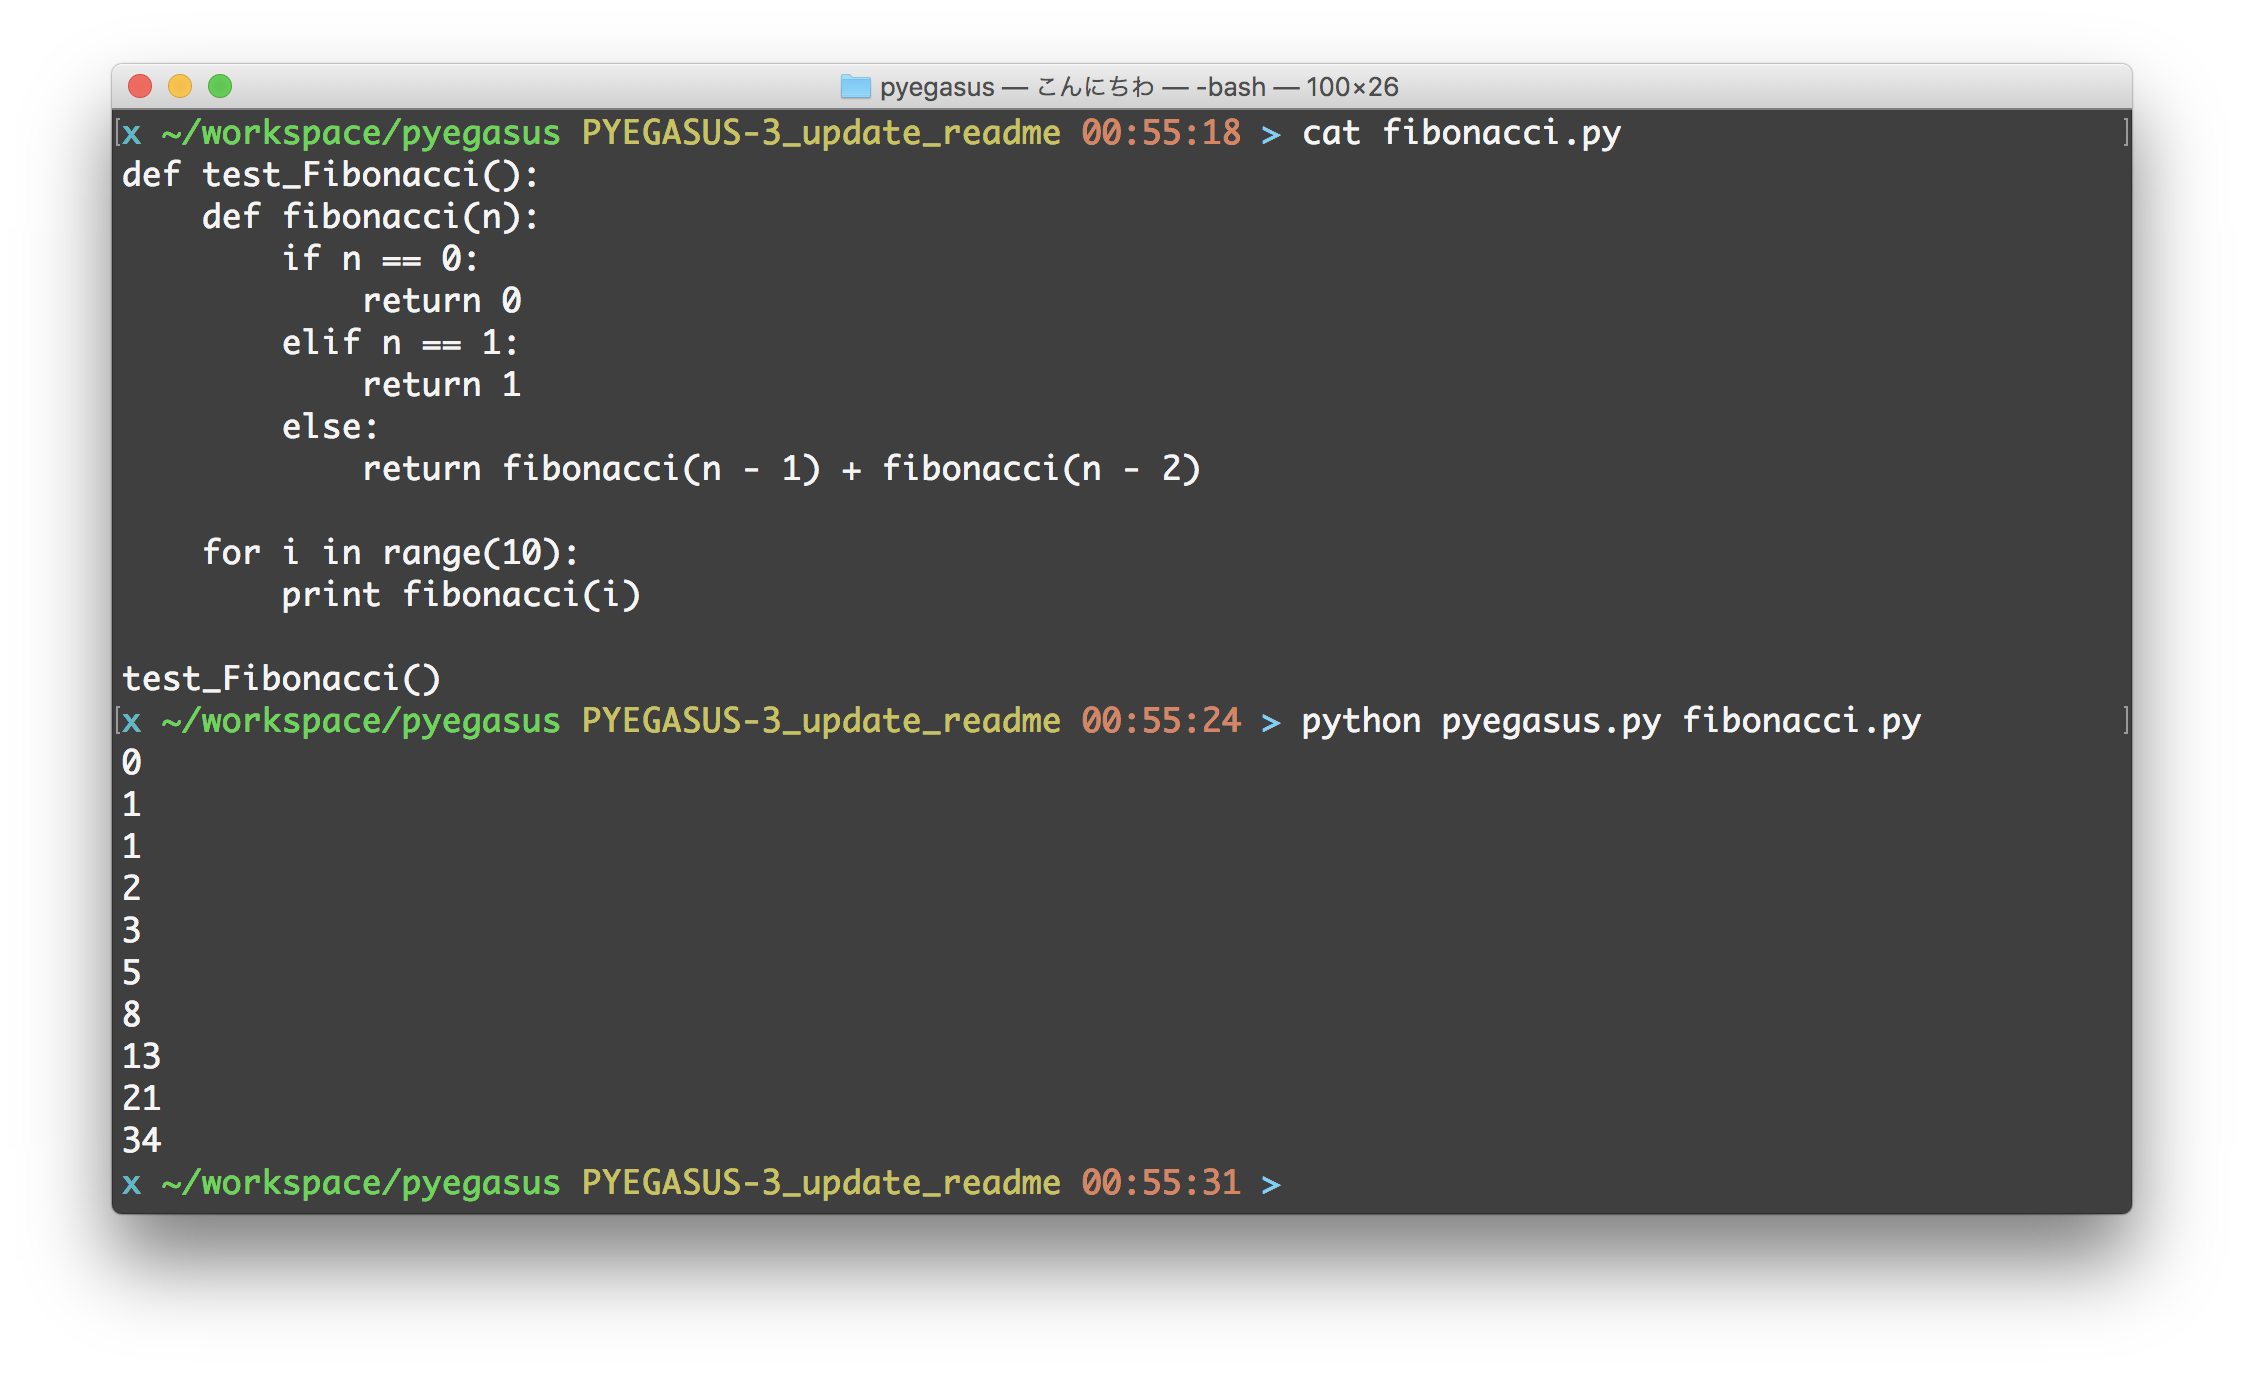 pyegasus — こんにちわ — -bash — 100×26
[x ~/workspace/pyegasus PYEGASUS-3_update_readme 00:55:18 > cat fibonacci.py ]
def test_Fibonacci():
    def fibonacci(n):
        if n == 0:
            return 0
        elif n == 1:
            return 1
        else:
            return fibonacci(n - 1) + fibonacci(n - 2)

    for i in range(10):
        print fibonacci(i)

test_Fibonacci()
[x ~/workspace/pyegasus PYEGASUS-3_update_readme 00:55:24 > python pyegasus.py fibonacci.py ]
0
1
1
2
3
5
8
13
21
34
x ~/workspace/pyegasus PYEGASUS-3_update_readme 00:55:31 >